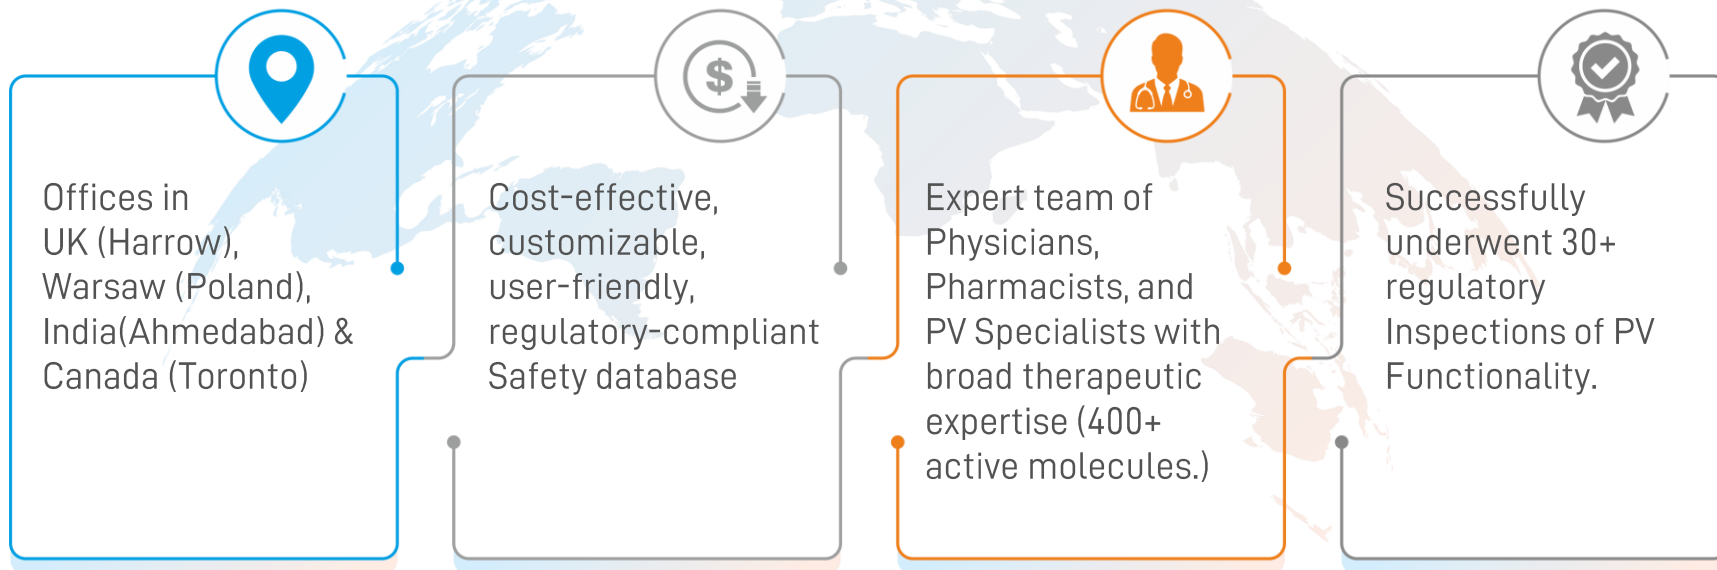 Offices in
UK (Harrow),
Warsaw (Poland),
India(Ahmedabad) &
Canada (Toronto)
$
Cost-effective,
customizable,
user-friendly,
regulatory-compliant
Safety database
Expert team of
Physicians,
Pharmacists, and
PV Specialists with
broad therapeutic
expertise (400+
active molecules.)
Successfully
underwent 30+
regulatory
Inspections of PV
Functionality.